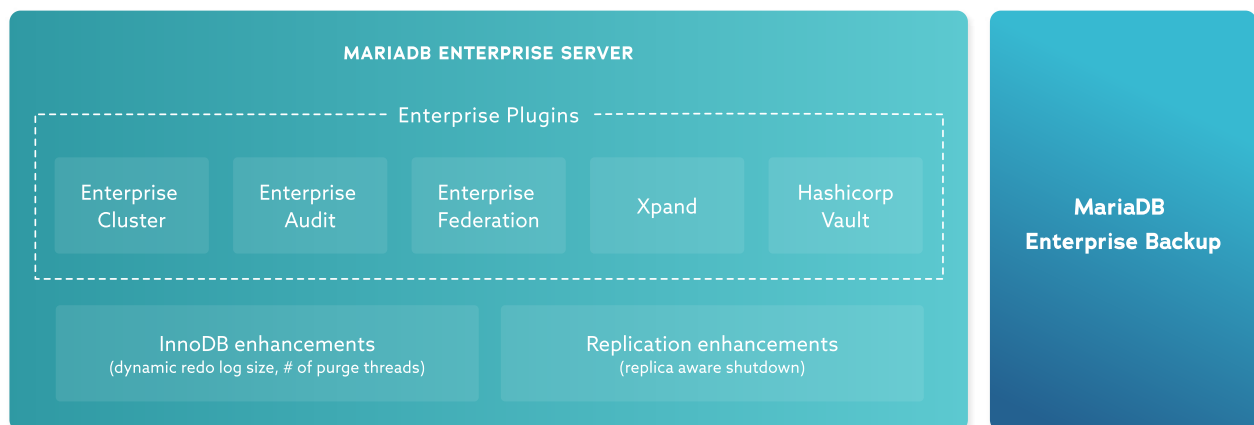 MARIADB ENTERPRISE SERVER
Enterprise Plugins
Enterprise
Cluster
Enterprise
Audit
Enterprise
Federation
Xpand
Hashicorp
Vault
InnoDB enhancements
(dynamic redo log size, # of purge threads)
Replication enhancements
(replica aware shutdown)
MariaDB
Enterprise Backup